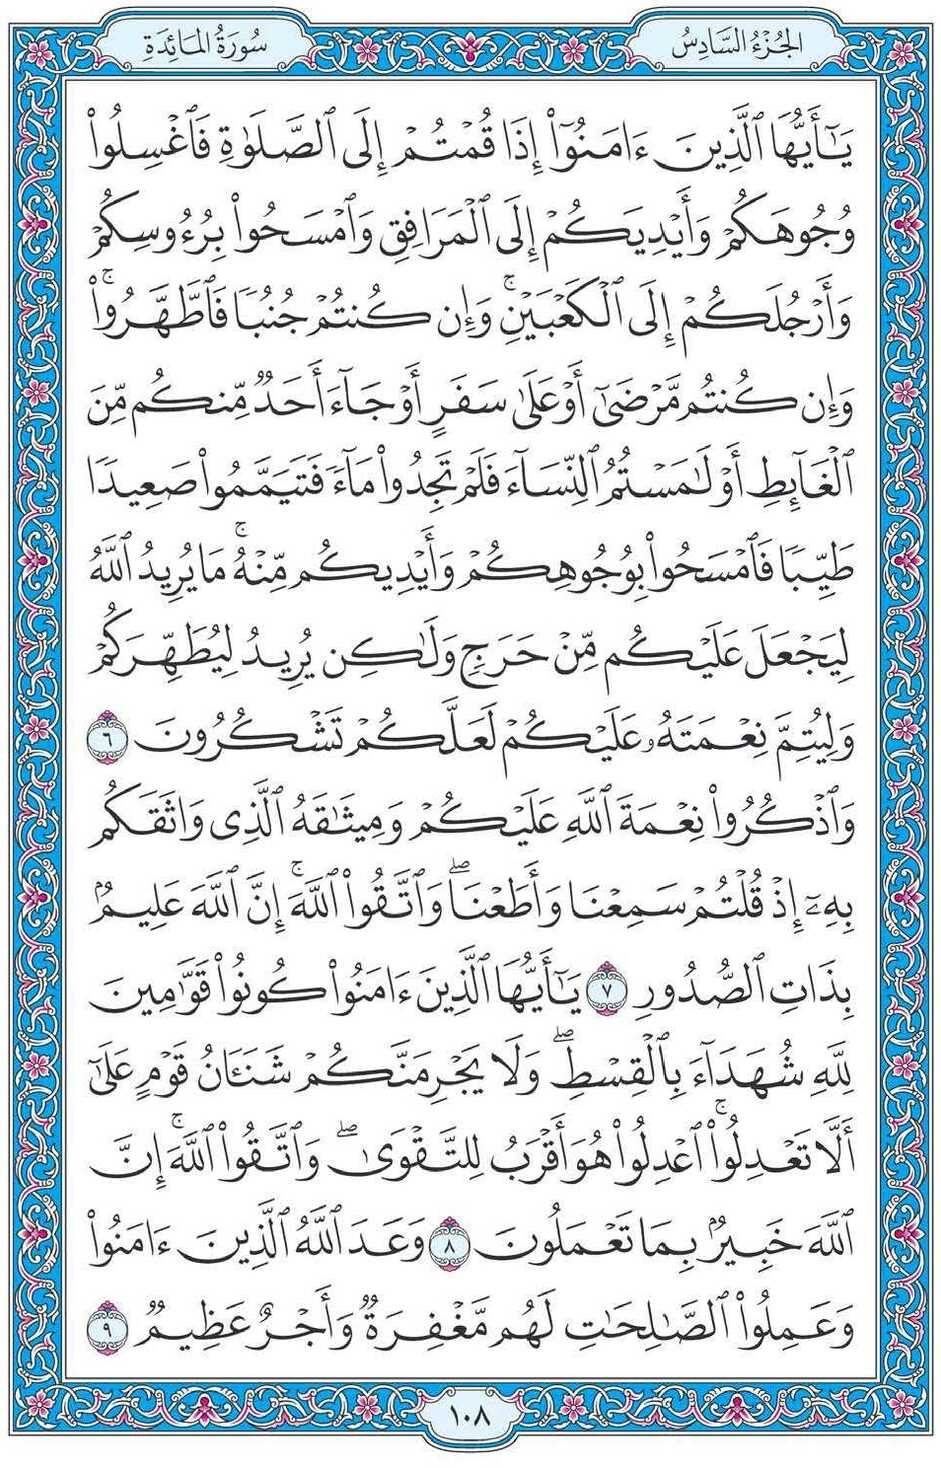 الجُزْءُ السَّادِسُ
سُورَةُ المَائِدَةِ
يَٰٓأَيُّهَا ٱلَّذِينَ ءَامَنُوٓا۟ إِذَا قُمْتُمْ إِلَى ٱلصَّلَوٰةِ فَٱغْسِلُوا۟
وُجُوهَكُمْ وَأَيْدِيَكُمْ إِلَى ٱلْمَرَافِقِ وَٱمْسَحُوا۟ بِرُءُوسِكُمْ
وَأَرْجُلَكُمْ إِلَى ٱلْكَعْبَيْنِ ۚ وَإِن كُنتُمْ جُنُبًا فَٱطَّهَّرُوا۟ ۚ
وَإِن كُنتُم مَّرْضَىٰٓ أَوْ عَلَىٰ سَفَرٍ أَوْ جَآءَ أَحَدٌ مِّنكُم مِّنَ
ٱلْغَآئِطِ أَوْ لَٰمَسْتُمُ ٱلنِّسَآءَ فَلَمْ تَجِدُوا۟ مَآءً فَتَيَمَّمُوا۟ صَعِيدًا
طَيِّبًا فَٱمْسَحُوا۟ بِوُجُوهِكُمْ وَأَيْدِيكُم مِّنْهُ ۚ مَا يُرِيدُ ٱللَّهُ
لِيَجْعَلَ عَلَيْكُم مِّنْ حَرَجٍ وَلَٰكِن يُرِيدُ لِيُطَهِّرَكُمْ
وَلِيُتِمَّ نِعْمَتَهُۥ عَلَيْكُمْ لَعَلَّكُمْ تَشْكُرُونَ ٦
وَٱذْكُرُوا۟ نِعْمَةَ ٱللَّهِ عَلَيْكُمْ وَمِيثَٰقَهُ ٱلَّذِى وَاثَقَكُم
بِهِۦٓ إِذْ قُلْتُمْ سَمِعْنَا وَأَطَعْنَا ۖ وَٱتَّقُوا۟ ٱللَّهَ ۚ إِنَّ ٱللَّهَ عَلِيمٌۢ
بِذَاتِ ٱلصُّدُورِ ٧ يَٰٓأَيُّهَا ٱلَّذِينَ ءَامَنُوا۟ كُونُوا۟ قَوَّٰمِينَ
لِلَّهِ شُهَدَآءَ بِٱلْقِسْطِ ۖ وَلَا يَجْرِمَنَّكُمْ شَنَـَٔانُ قَوْمٍ عَلَىٰٓ
أَلَّا تَعْدِلُوا۟ ۚ ٱعْدِلُوا۟ هُوَ أَقْرَبُ لِلتَّقْوَىٰ ۖ وَٱتَّقُوا۟ ٱللَّهَ ۚ إِنَّ
ٱللَّهَ خَبِيرٌۢ بِمَا تَعْمَلُونَ ٨ وَعَدَ ٱللَّهُ ٱلَّذِينَ ءَامَنُوا۟
وَعَمِلُوا۟ ٱلصَّٰلِحَٰتِ لَهُم مَّغْفِرَةٌ وَأَجْرٌ عَظِيمٌ ٩
١٠٨